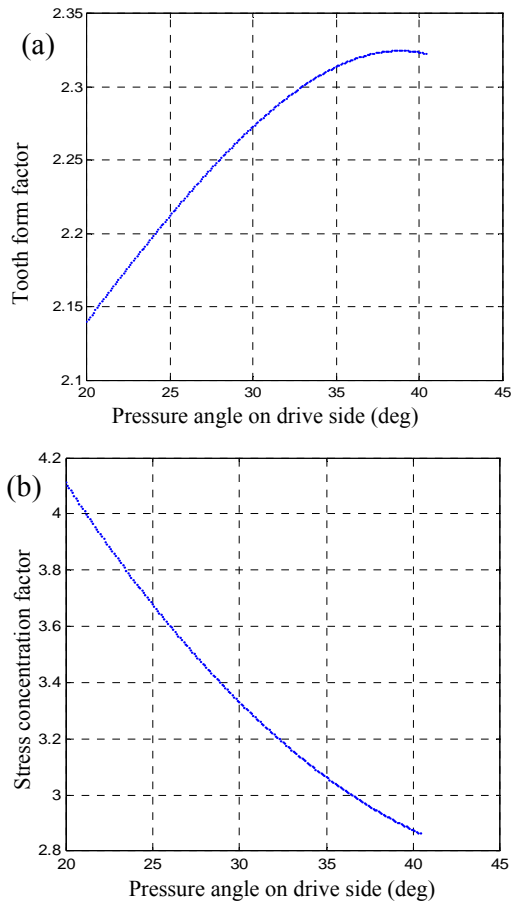 (a)
Tooth form factor
2.35
2.3
2.25
2.2
2.15
2.1
20 25 30 35 40 45
Pressure angle on drive side (deg)
(b)
Stress concentration factor
4.2
4
3.8
3.6
3.4
3.2
3
2.8
20 25 30 35 40 45
Pressure angle on drive side (deg)